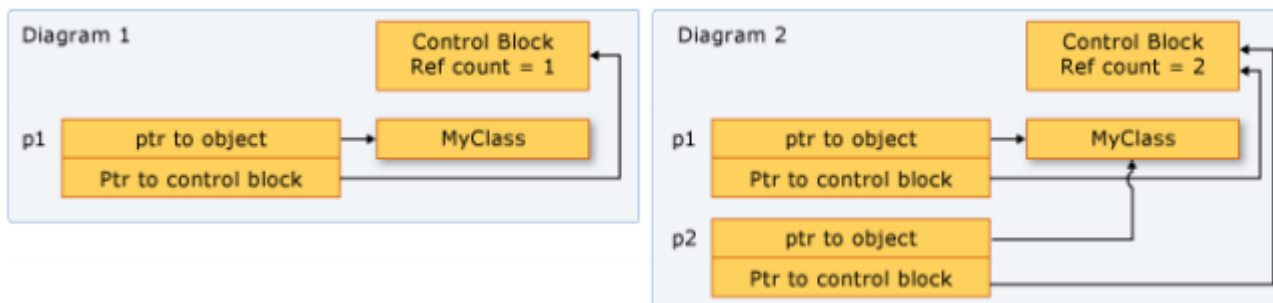 Diagram 1
Control Block
Ref count = 1
p1
ptr to object
MyClass
Ptr to control block
Diagram 2
Control Block
Ref count = 2
p1
ptr to object
MyClass
Ptr to control block
p2
ptr to object
Ptr to control block